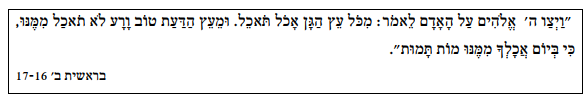 "וַיְצַו ה' אֱלֹהִים עַל הָאָדָם לֵאמֹר: מִכֹּל עֵץ הַגָּן אָכֹל תֹּאכֵל. וּמֵעֵץ הַדַּעַת טוֹב וָרָע לֹא תֹאכַל מִמֶּנּוּ,
כִּי בְּיוֹם אֲכָלְךָ מִמֶּנּוּ מוֹת תָּמוּת".
בראשית ב' 17-16